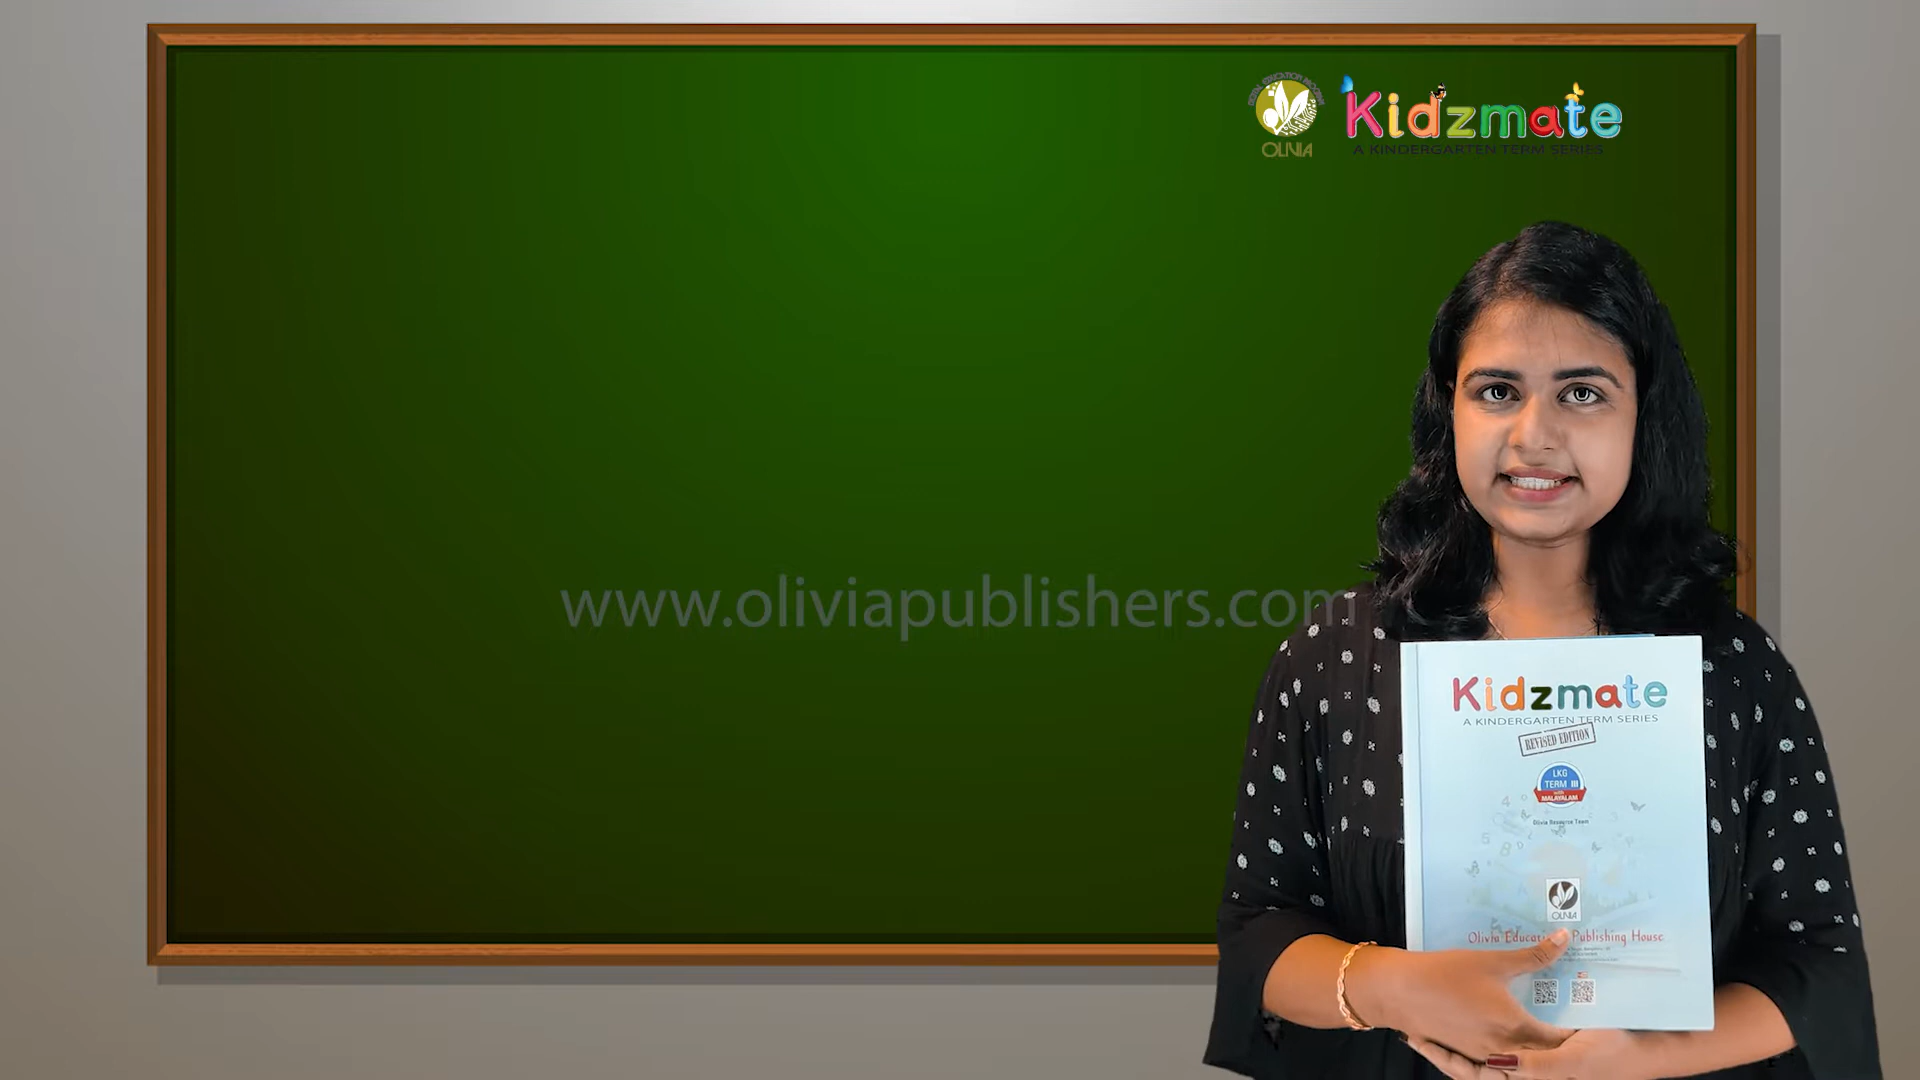 OLIVIA
Kidzmate
A KINDERGARTEN TERM SERIES
www.oliviapublishers.com
Kidzmate
A KINDERGARTEN TERM SERIES
REVISED EDITION
LKG
TERM III
with
MALAYALAM
Olivia Resource Team
OLIVIA
Olivia Publishing House